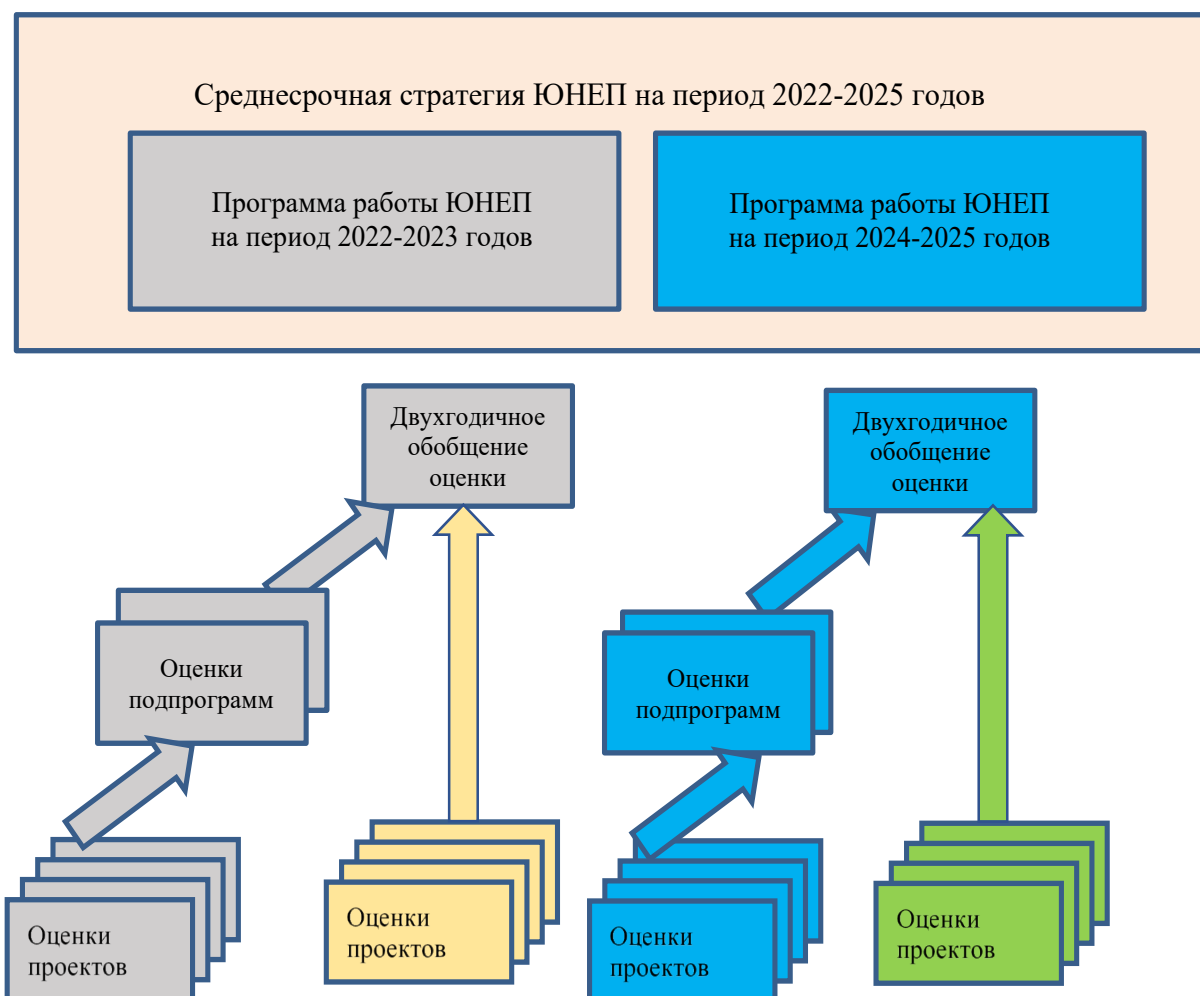 Среднесрочная стратегия ЮНЕП на период 2022-2025 годов
Программа работы ЮНЕП
на период 2022-2023 годов
Программа работы ЮНЕП
на период 2024-2025 годов
Двухгодичное
обобщение
оценки
Двухгодичное
обобщение
оценки
Оценки
подпрограмм
Оценки
подпрограмм
Оценки
проектов
Оценки
проектов
Оценки
проектов
Оценки
проектов